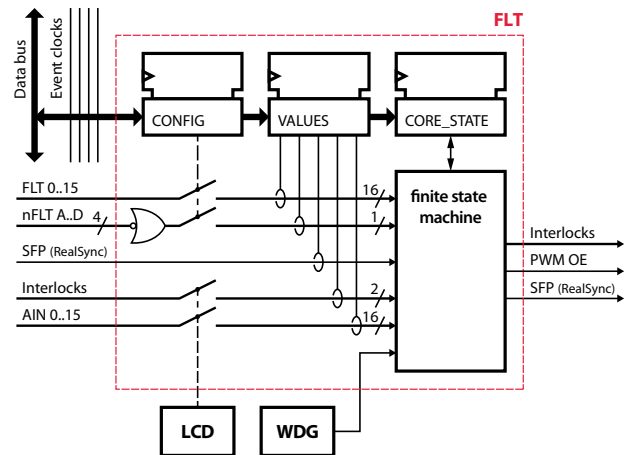 FLT
Data bus
Event clocks
CONFIG
VALUES
CORE_STATE
FLT 0..15
16
nFLT A..D
4
1
finite state
machine
SFP (RealSync)
Interlocks
2
AIN 0..15
16
Interlocks
PWM OE
SFP (RealSync)
LCD
WDG